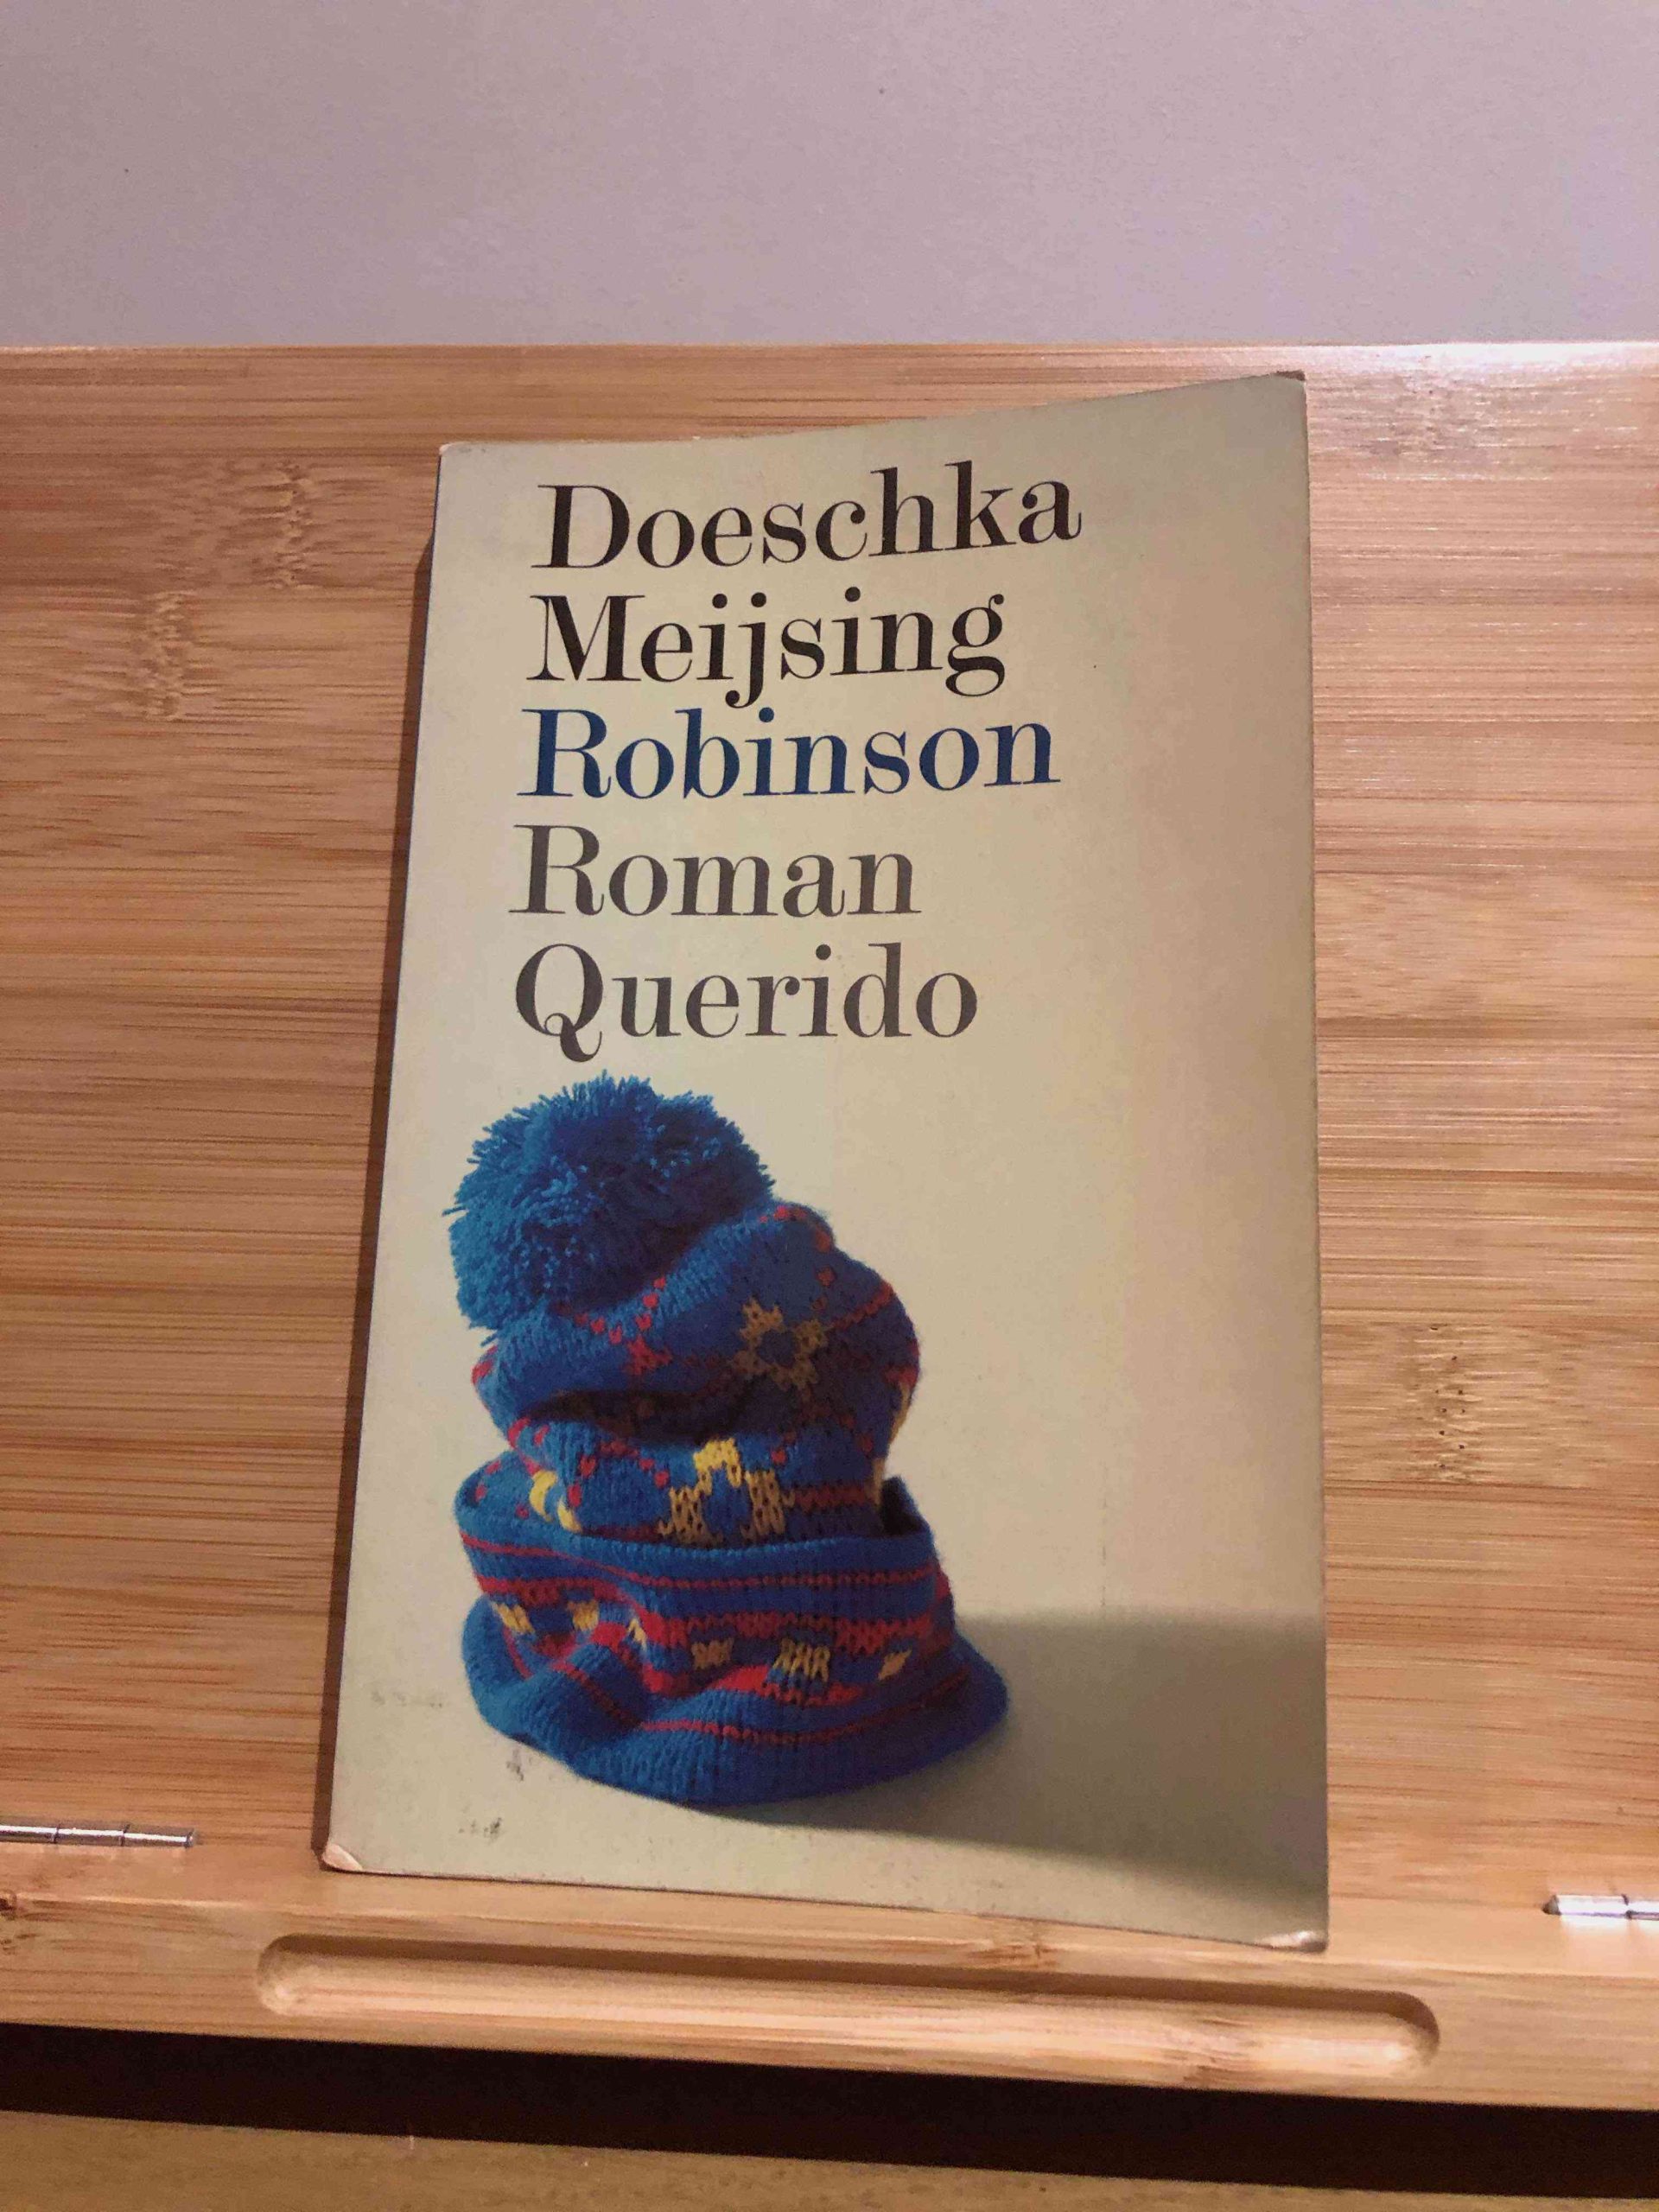 Doeschka
Meijsing
Robinson
Roman
Querido